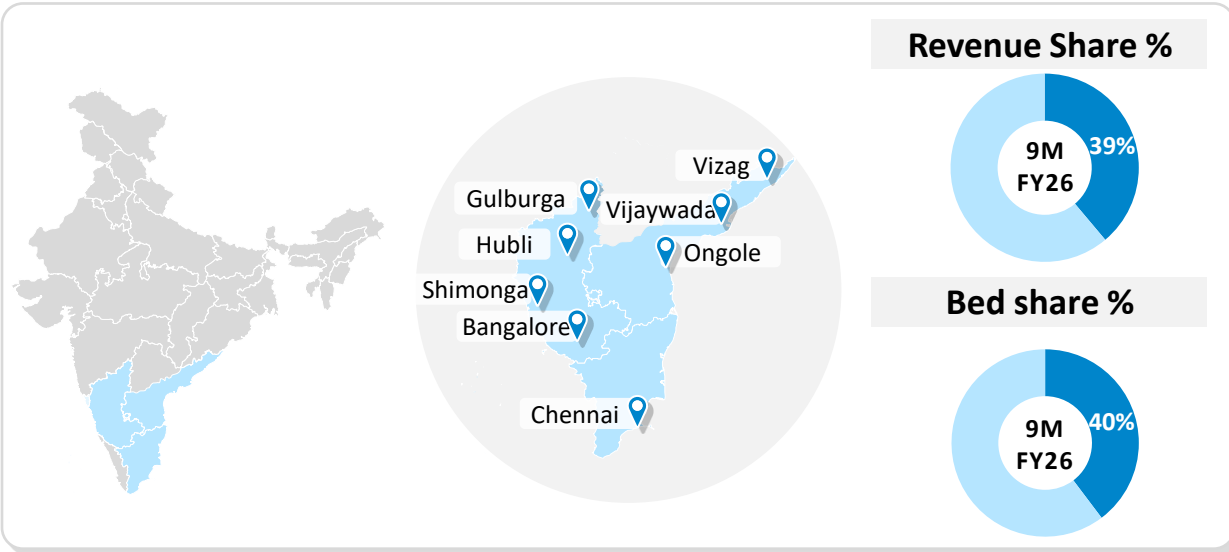 Revenue Share %
9M
FY26
39%
Vizag
Gulburga
Vijaywada
Hubli
Ongole
Shimonga
Bangalore
Chennai
Bed share %
9M
FY26
40%